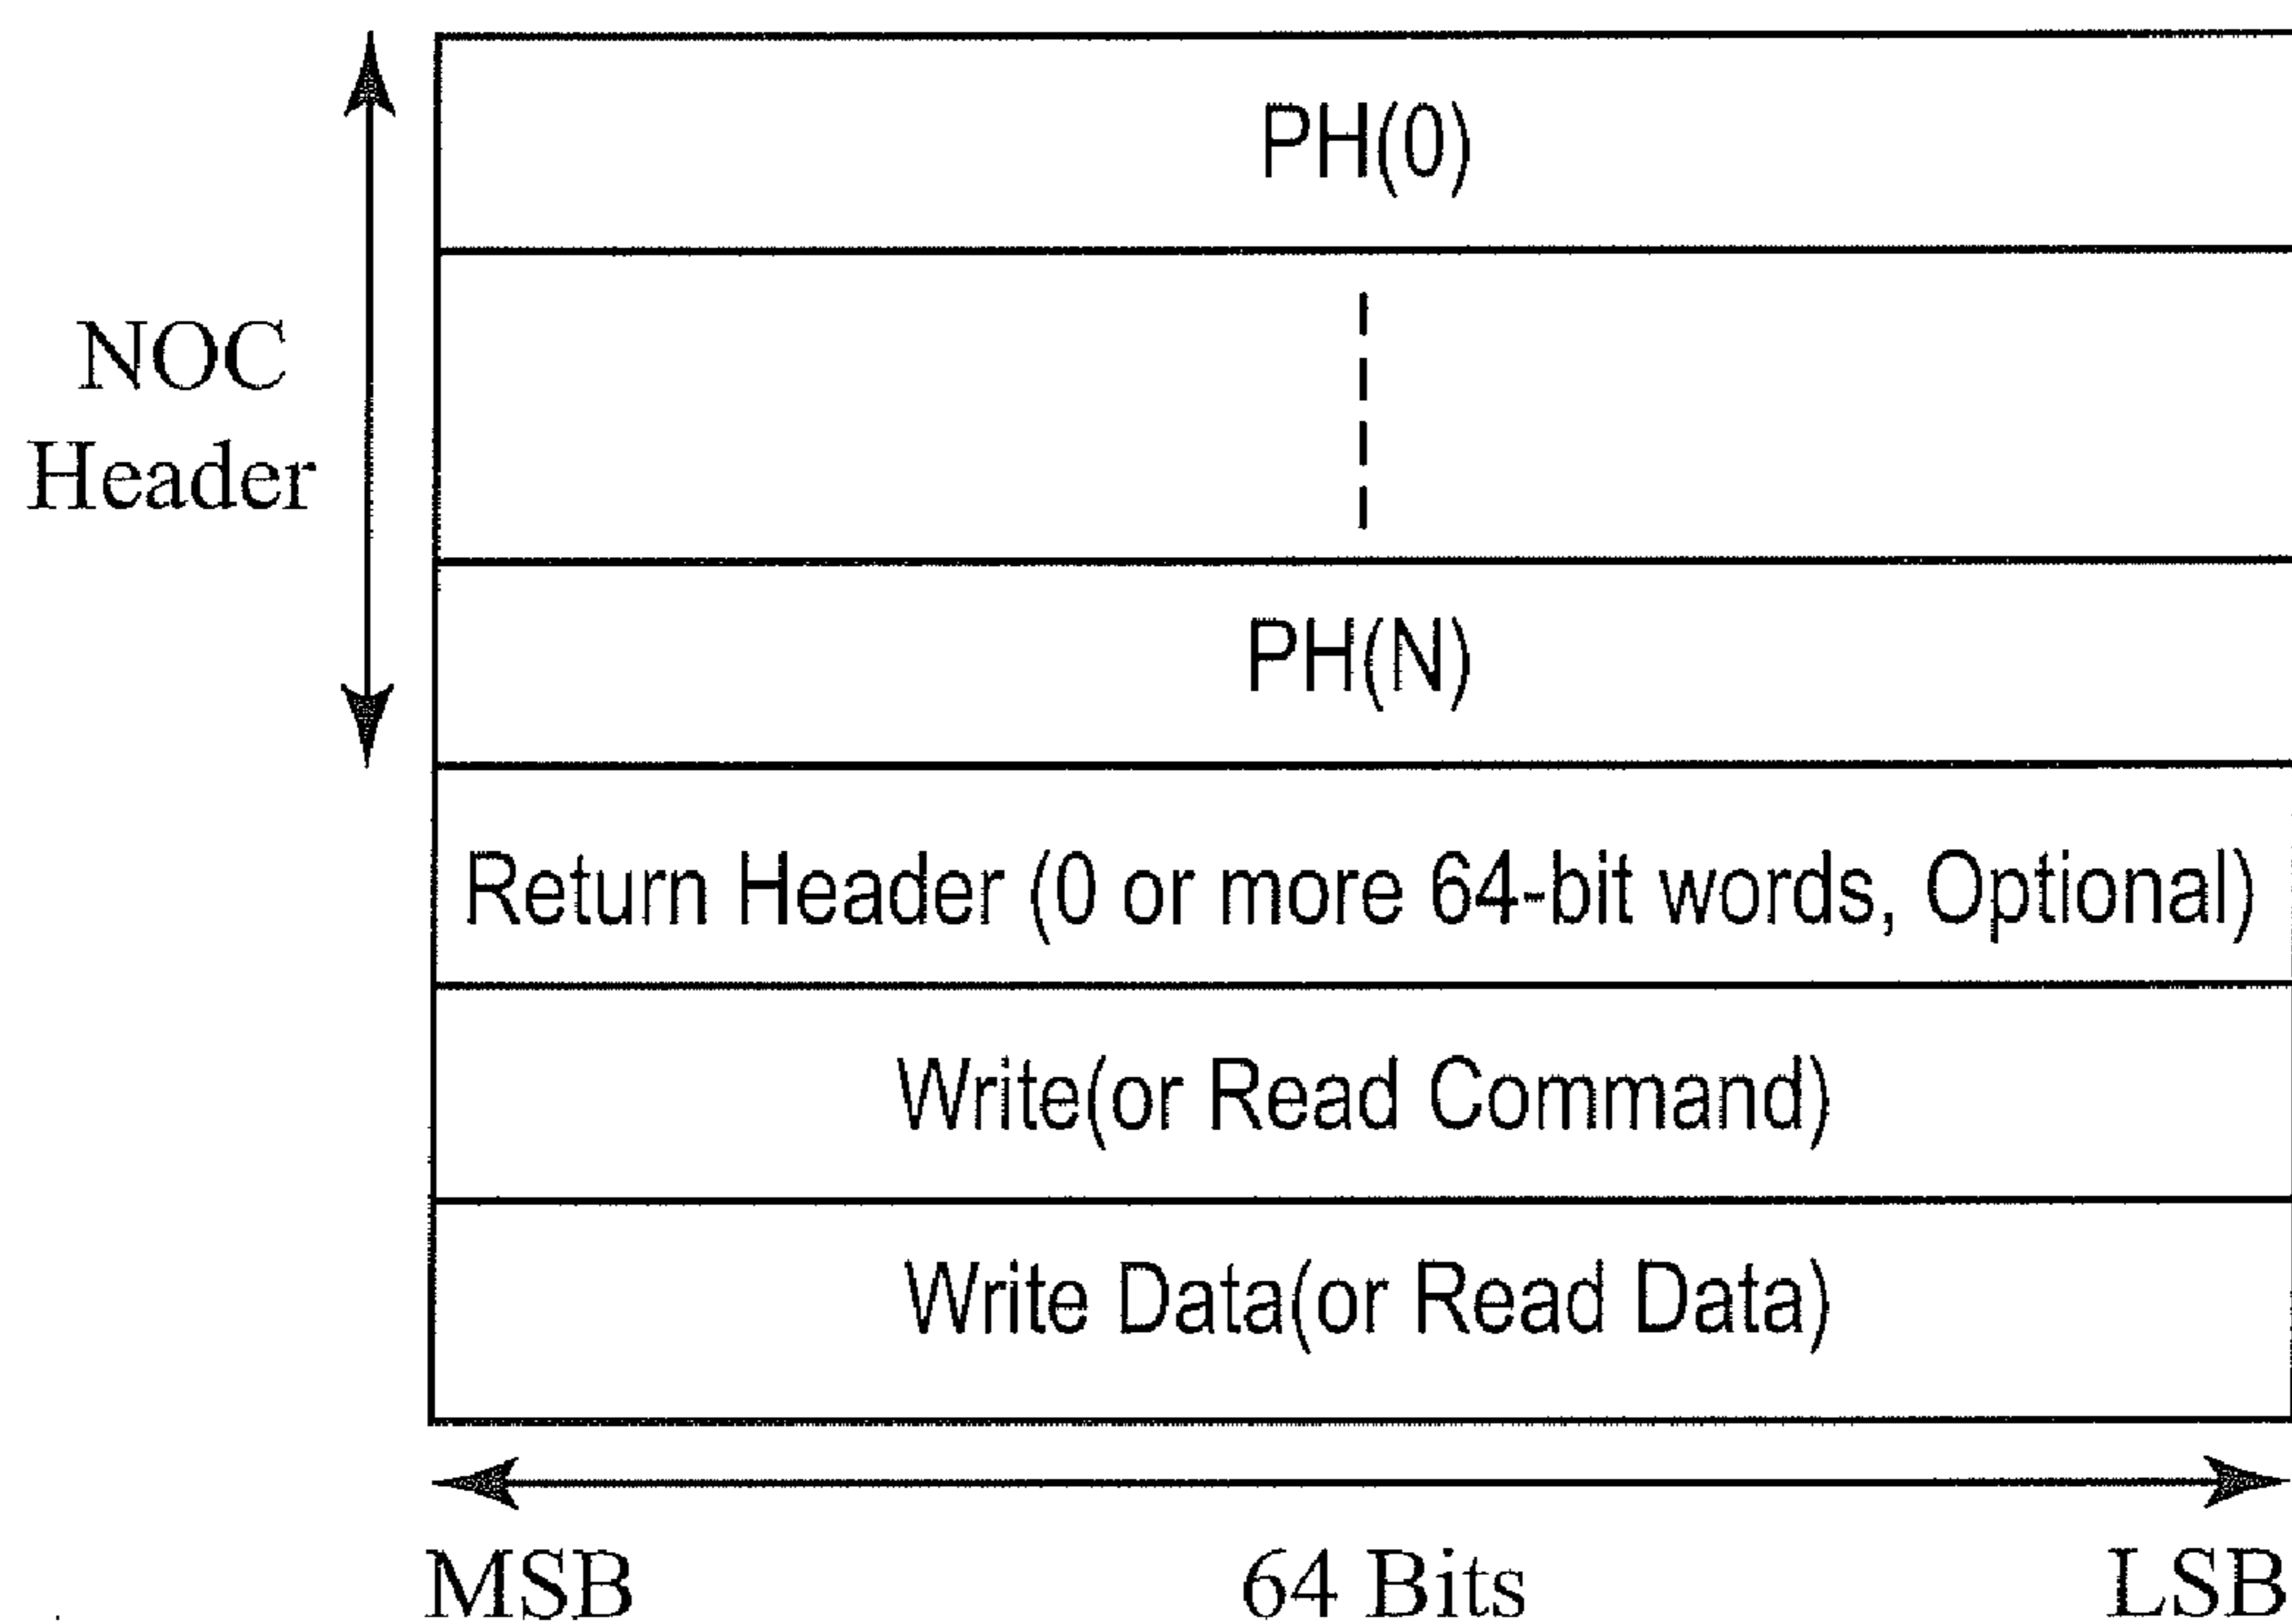 PH(0)
NOC
Header
PH(N)
Return Header (0 or more 64-bit words, Optional)
Write(or Read Command)
Write Data(or Read Data)
MSB 64 Bits LSB